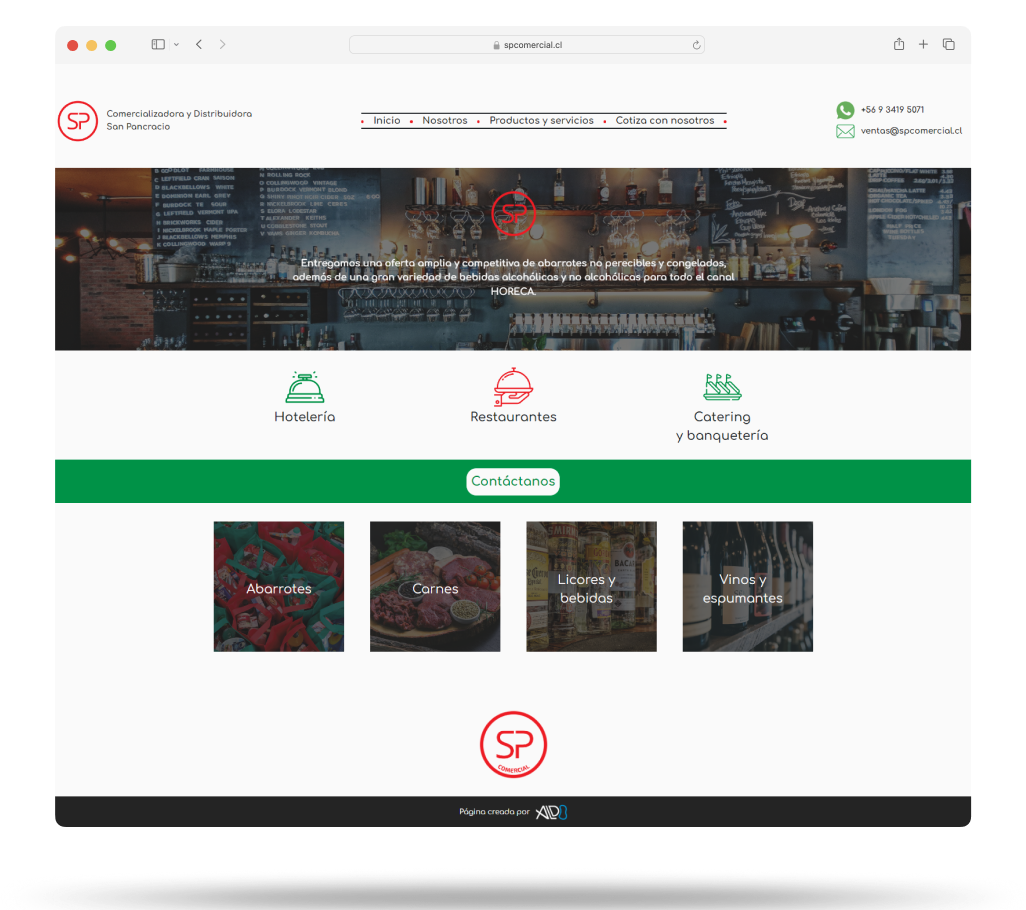 spcomercial.cl
SP
Comercializadora y Distribuidora
San Pancracio
• Inicio • Nosotros • Productos y servicios • Cotiza con nosotros •
+56 9 3419 5071
ventas@spcomercial.cl
SP
Entregamos una oferta amplia y competitiva de abarrotes no perecibles y congelados,
además de una gran variedad de bebidas alcohólicas y no alcohólicas para todo el canal
HORECA.
Hotelería
Restaurantes
Catering
y banquetería
Contáctanos
Abarrotes
Carnes
Licores y
bebidas
Vinos y
espumantes
SP
COMERCIAL
Página creada por